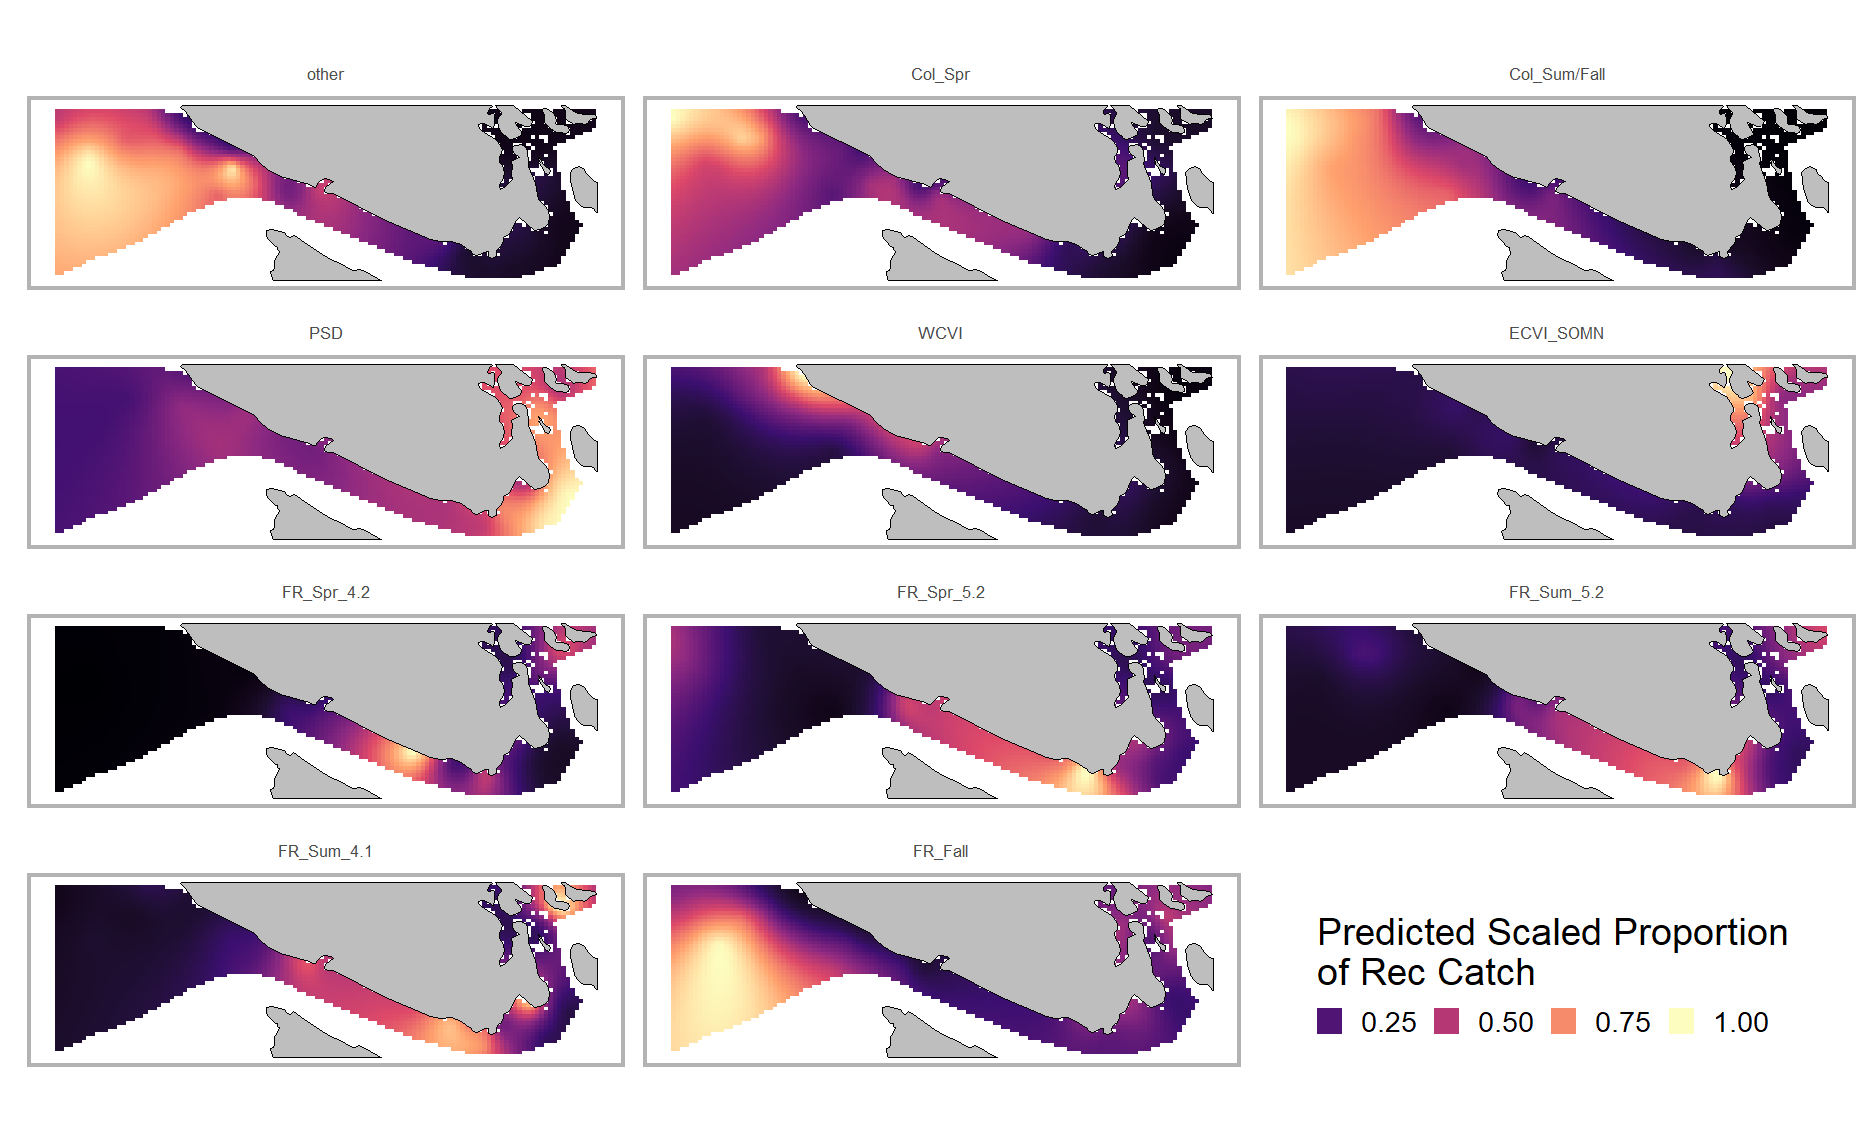 other
Col_Spr
Col_Sum/Fall
PSD
WCVI
ECVI_SOMN
FR_Spr_4.2
FR_Spr_5.2
FR_Sum_5.2
FR_Sum_4.1
FR_Fall
Predicted Scaled Proportion
of Rec Catch
0.25 0.50 0.75 1.00